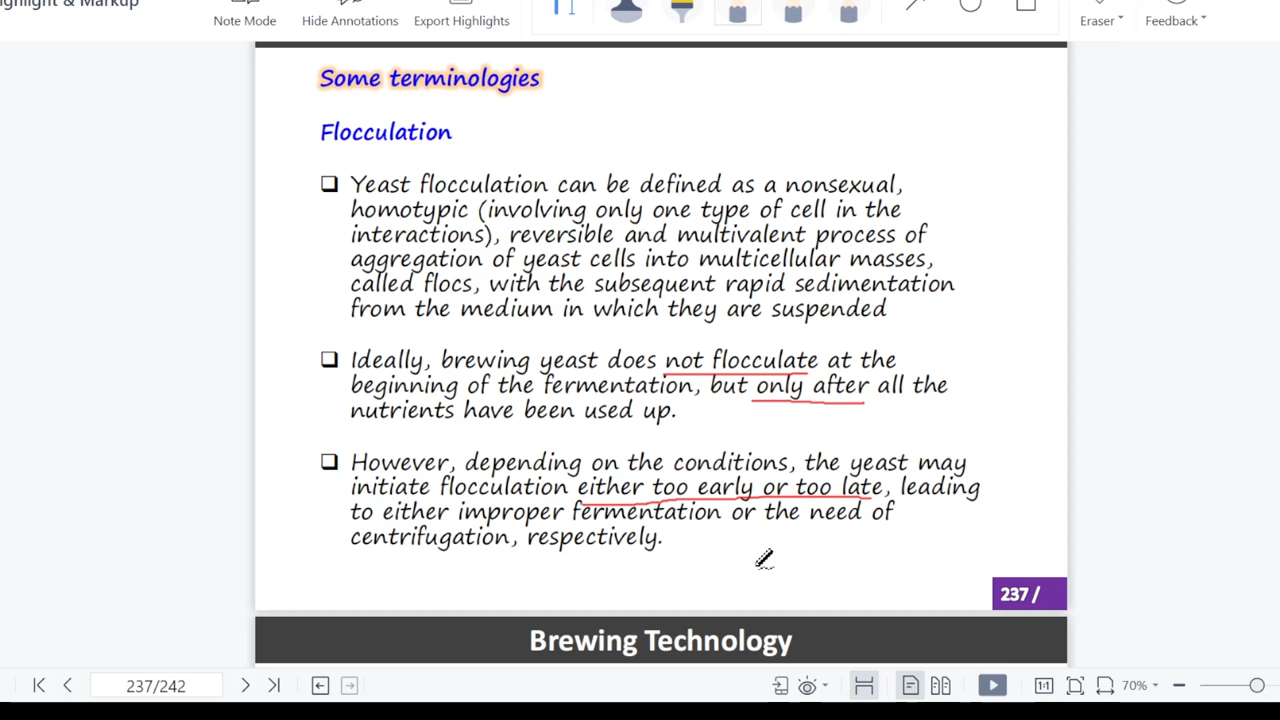 ighlight & Markup
Note Mode
Hide Annotations
Export Highlights
Eraser
Feedback
Some terminologies
Flocculation
Yeast flocculation can be defined as a nonsexual,
homotypic (involving only one type of cell in the
interactions), reversible and multivalent process of
aggregation of yeast cells into multicellular masses,
called flocs, with the subsequent rapid sedimentation
from the medium in which they are suspended
Ideally, brewing yeast does not flocculate at the
beginning of the fermentation, but only after all the
nutrients have been used up.
However, depending on the conditions, the yeast may
initiate flocculation either too early or too late, leading
to either improper fermentation or the need of
centrifugation, respectively.
237 /
Brewing Technology
237/242
1:1
70%